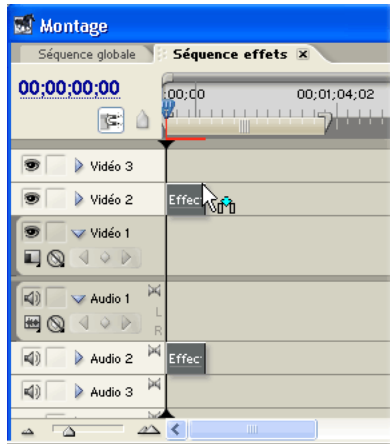 Montage
Séquence globale
Séquence effets
00;00;00;00
;00;00
00;01;04;02
Vidéo 3
Vidéo 2
Effec
Vidéo 1
Audio 1
L
R
Audio 2
Effec
Audio 3